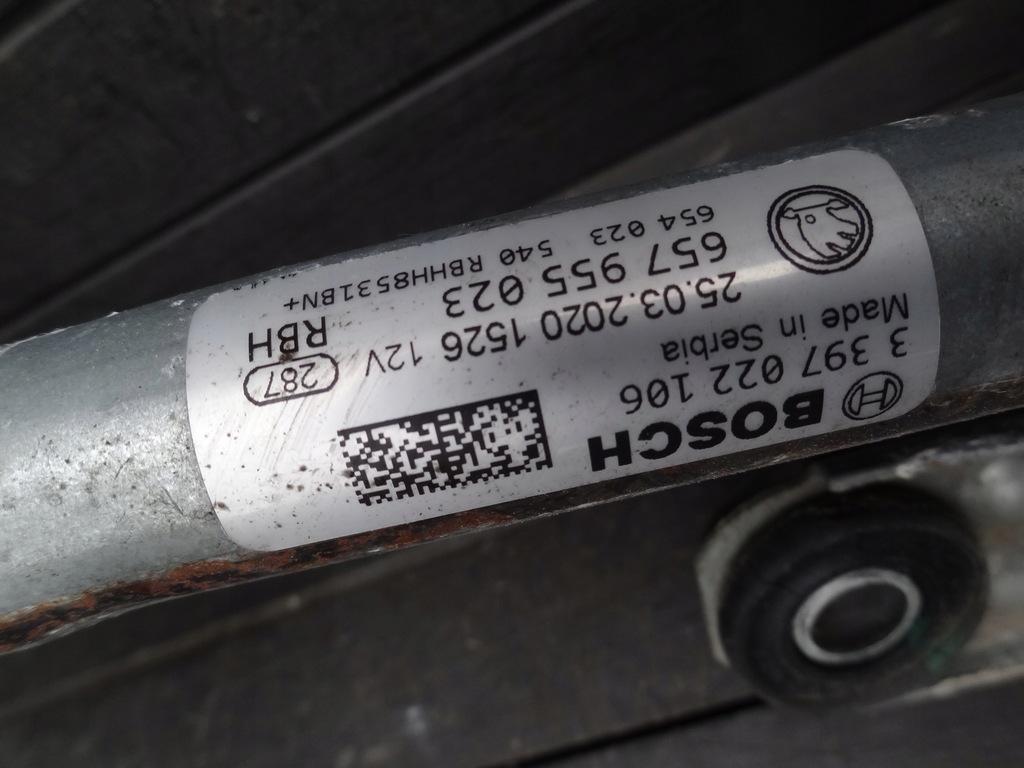 BOSCH
3 397 022 106
Made in Serbia
25.03.2020 1526 12V
287
657 955 023
RBH
654 023 540 RBHH8531BN+